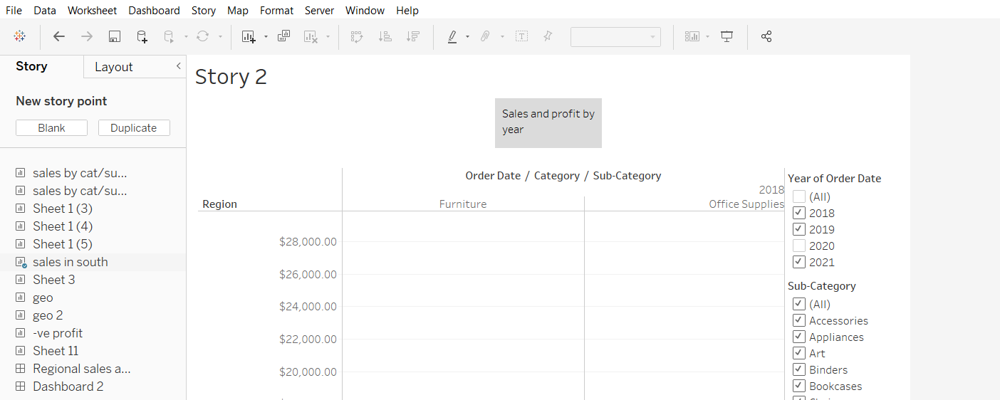 File Data Worksheet Dashboard Story Map Format Server Window Help
Story Layout
New story point
Blank Duplicate
sales by cat/su...
sales by cat/su...
Sheet 1 (3)
Sheet 1 (4)
Sheet 1 (5)
sales in south
Sheet 3
geo
geo 2
-ve profit
Sheet 11
Regional sales a...
Dashboard 2
Story 2
Sales and profit by
year
Order Date / Category / Sub-Category
2018
Region Furniture Office Supplies
$28,000.00
$26,000.00
$24,000.00
$22,000.00
$20,000.00
Year of Order Date
(All)
2018
2019
2020
2021
Sub-Category
(All)
Accessories
Appliances
Art
Binders
Bookcases